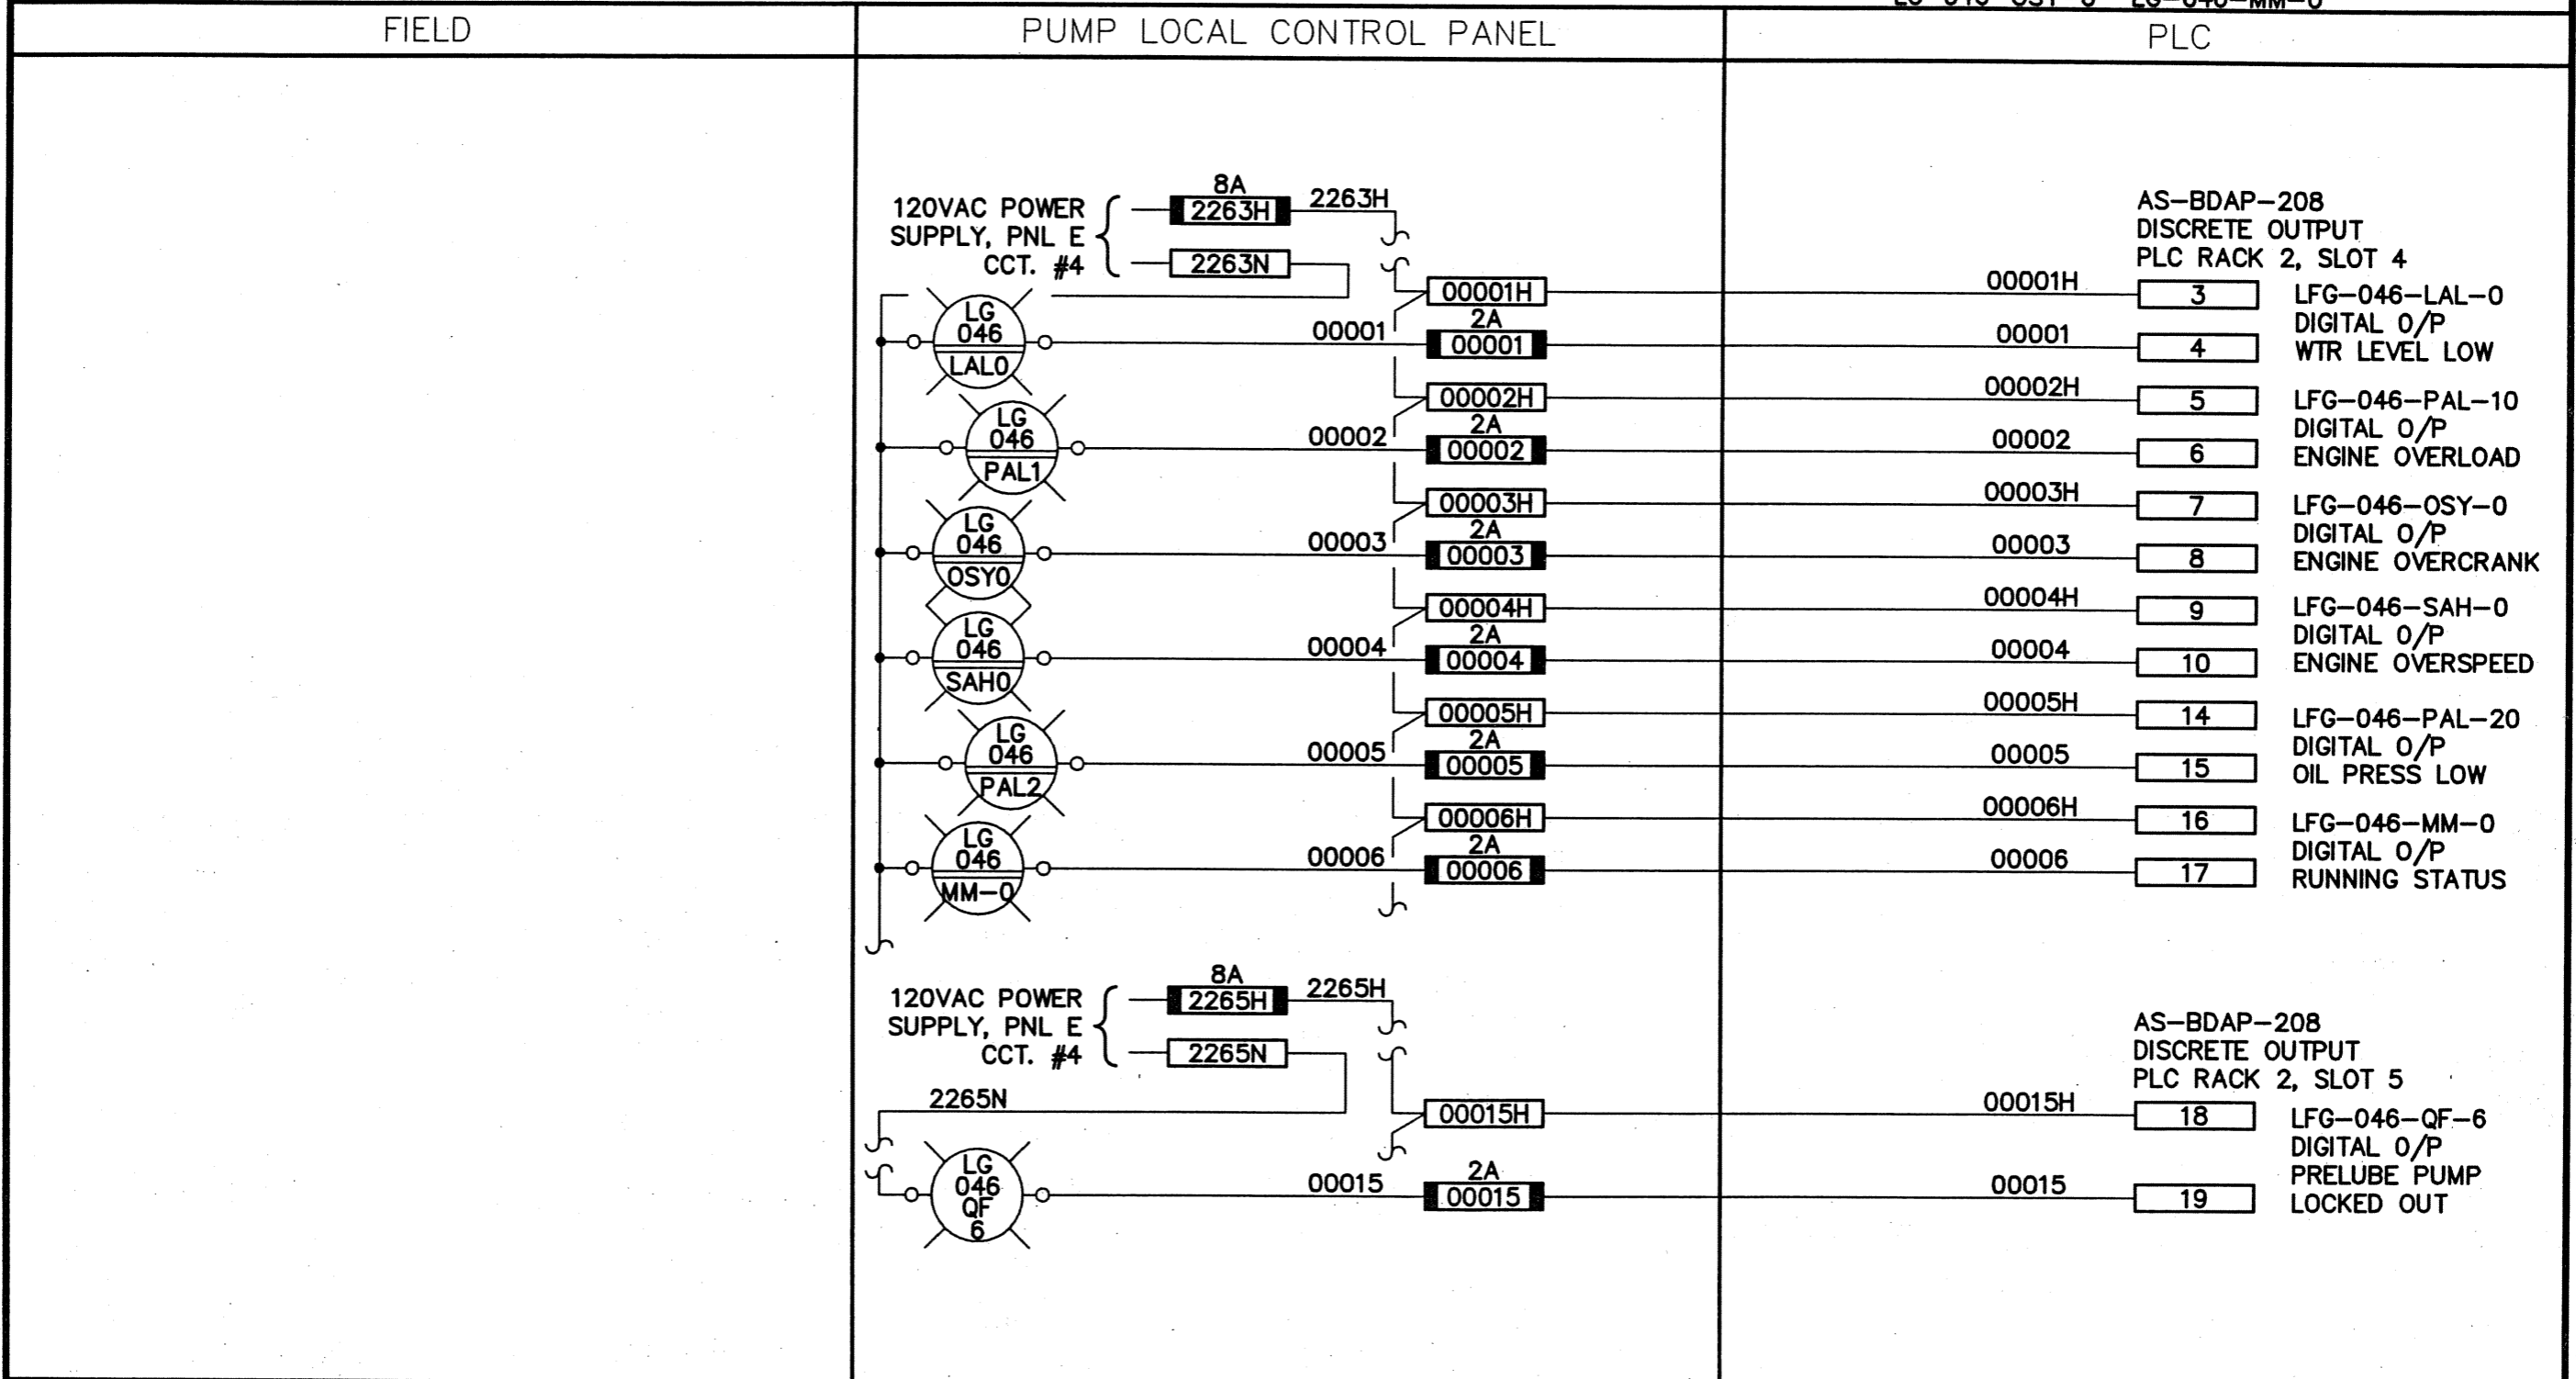 FIELD
PUMP LOCAL CONTROL PANEL
PLC
120VAC POWER
SUPPLY, PNL E
CCT. #4
8A
2263H
2263H
2263N
AS-BDAP-208
DISCRETE OUTPUT
PLC RACK 2, SLOT 4
00001H
00001H
3
LFG-046-LAL-0
DIGITAL O/P
WTR LEVEL LOW
LG
046
LAL0
00001
2A
00001
00001
4
00002H
00002H
5
LFG-046-PAL-10
DIGITAL O/P
ENGINE OVERLOAD
LG
046
PAL1
00002
2A
00002
00002
6
00003H
00003H
7
LFG-046-OSY-0
DIGITAL O/P
ENGINE OVERCRANK
LG
046
OSY0
00003
2A
00003
00003
8
00004H
00004H
9
LFG-046-SAH-0
DIGITAL O/P
ENGINE OVERSPEED
LG
046
SAH0
00004
2A
00004
00004
10
00005H
00005H
14
LFG-046-PAL-20
DIGITAL O/P
OIL PRESS LOW
LG
046
PAL2
00005
2A
00005
00005
15
00006H
00006H
16
LFG-046-MM-0
DIGITAL O/P
RUNNING STATUS
LG
046
MM-0
00006
2A
00006
00006
17
120VAC POWER
SUPPLY, PNL E
CCT. #4
8A
2265H
2265H
2265N
2265N
AS-BDAP-208
DISCRETE OUTPUT
PLC RACK 2, SLOT 5
00015H
00015H
18
LFG-046-QF-6
DIGITAL O/P
PRELUBE PUMP
LOCKED OUT
LG
046
QF
6
00015
2A
00015
00015
19